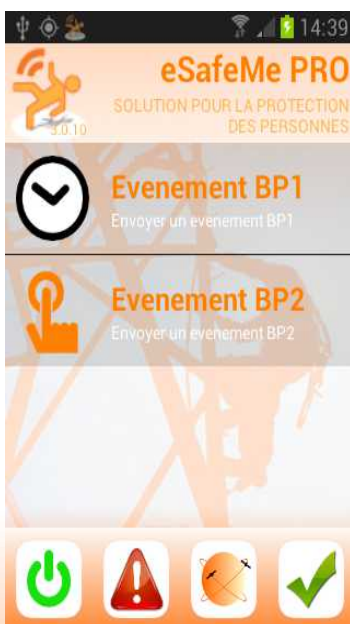 14:39
eSafeMe PRO
SOLUTION POUR LA PROTECTION
DES PERSONNES
3.0.10
Evenement BP1
Envoyer un evenement BP1
Evenement BP2
Envoyer un evenement BP2